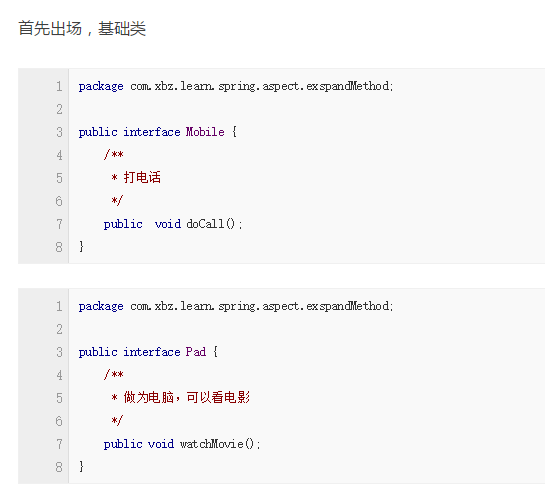 首先出场，基础类
1 package com.xbz.learn.spring.aspect.exspandMethod;
2
3 public interface Mobile {
4     /**
5      * 打电话
6      */
7     public  void doCall();
8 }
1 package com.xbz.learn.spring.aspect.exspandMethod;
2
3 public interface Pad {
4     /**
5      * 做为电脑，可以看电影
6      */
7     public void watchMovie();
8 }